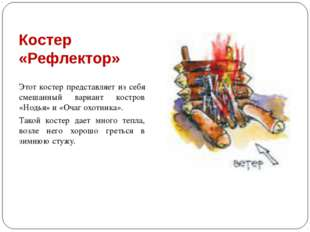 Костер
«Рефлектор»
Этот костер представляет из себя
смешанный вариант костров
«Нодья» и «Очаг охотника».
Такой костер дает много тепла,
возле него хорошо греться в
зимнюю стужу.
ветер